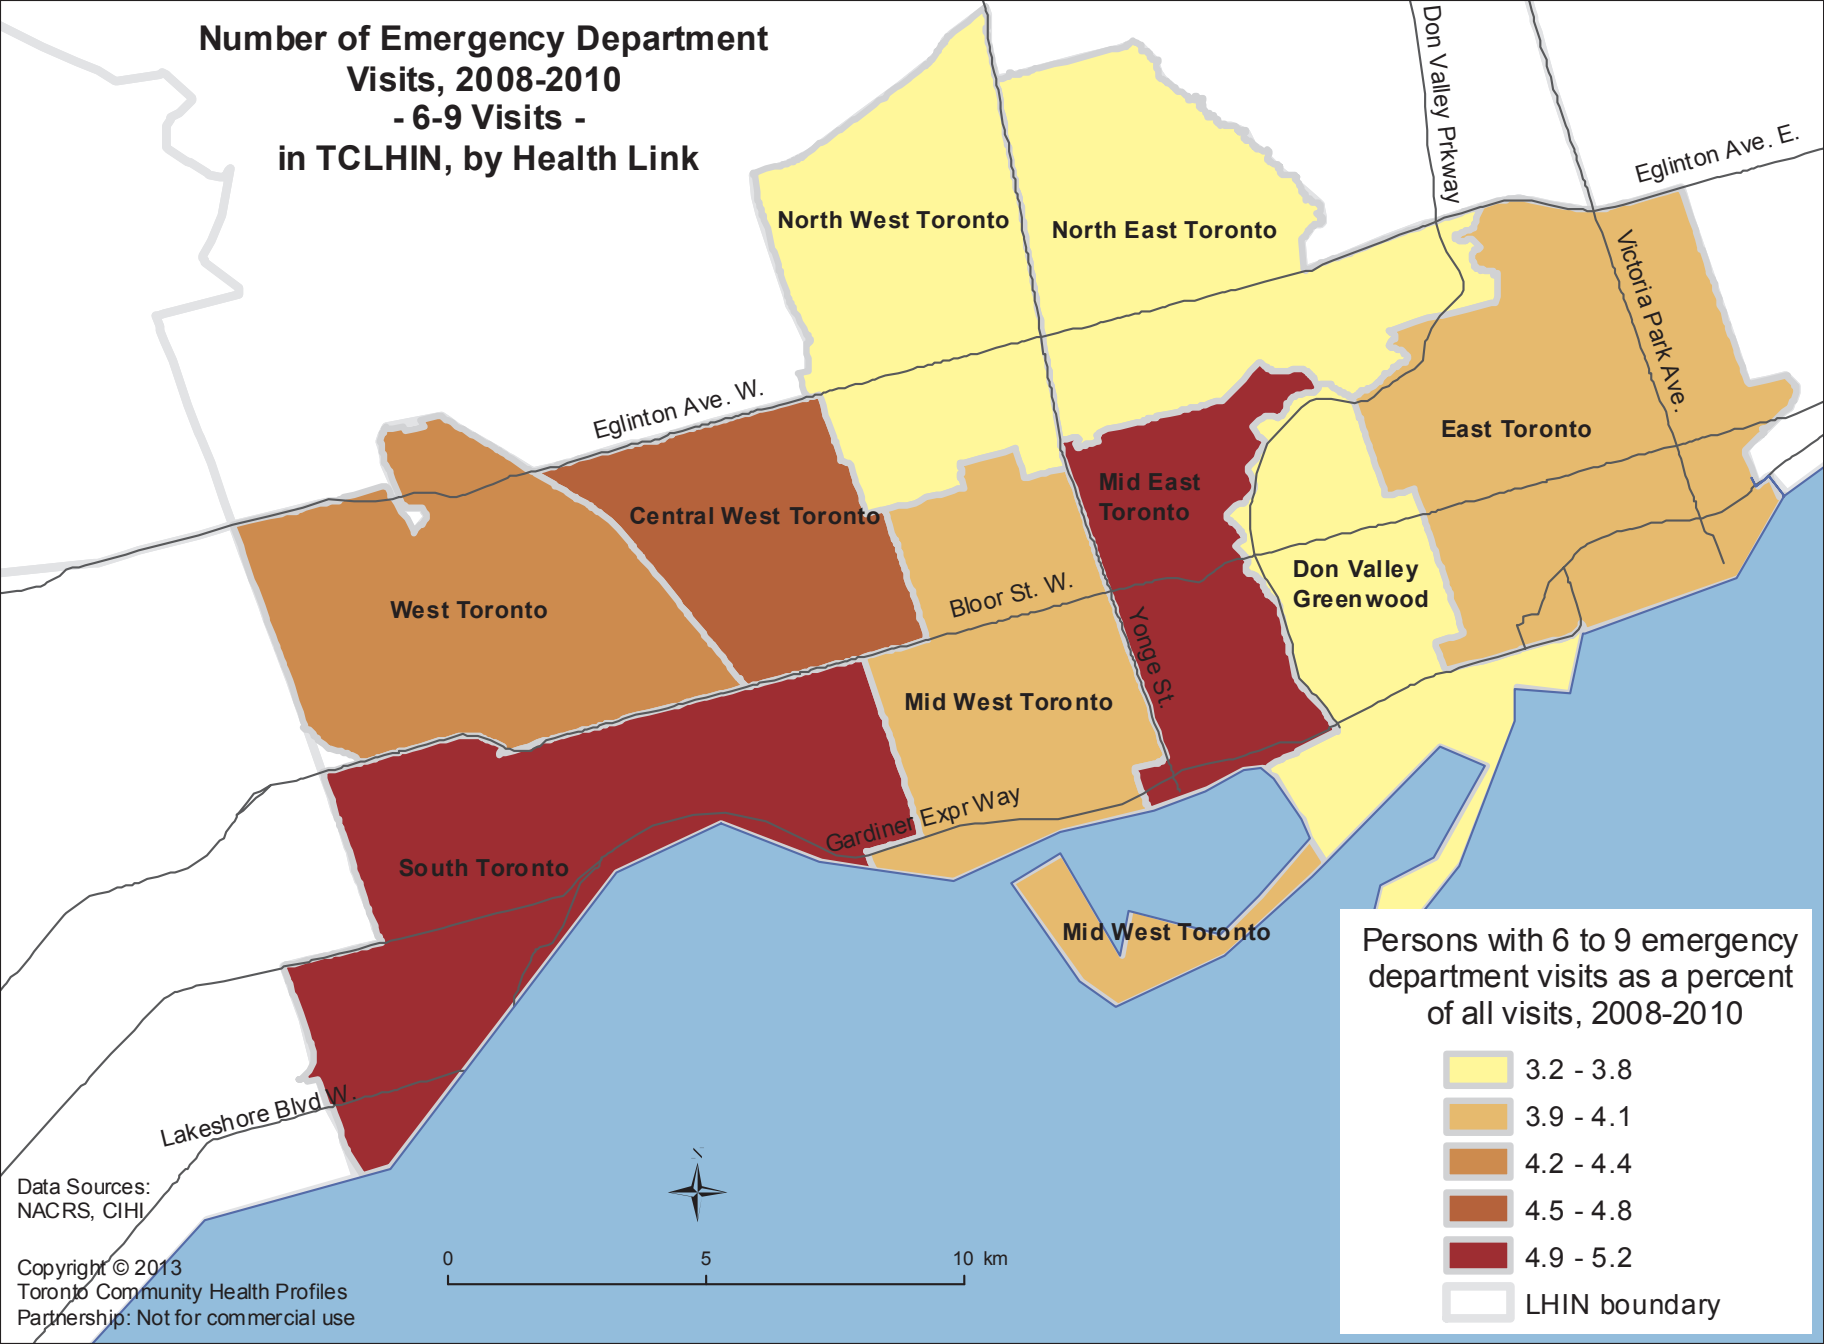 Number of Emergency Department
Visits, 2008-2010
- 6-9 Visits -
in TCLHIN, by Health Link
Don Valley Prkway
Eglinton Ave. E.
North West Toronto
North East Toronto
Victoria Park Ave.
Eglinton Ave. W.
East Toronto
Mid East
Toronto
Central West Toronto
Don Valley
Greenwood
Bloor St. W.
West Toronto
Yonge St.
Mid West Toronto
Gardiner Expr Way
South Toronto
Mid West Toronto
Lakeshore Blvd W.
Persons with 6 to 9 emergency
department visits as a percent
of all visits, 2008-2010
3.2 - 3.8
3.9 - 4.1
4.2 - 4.4
4.5 - 4.8
4.9 - 5.2
LHIN boundary
N
0 5 10 km
Data Sources:
NACRS, CIHI
Copyright © 2013
Toronto Community Health Profiles
Partnership: Not for commercial use